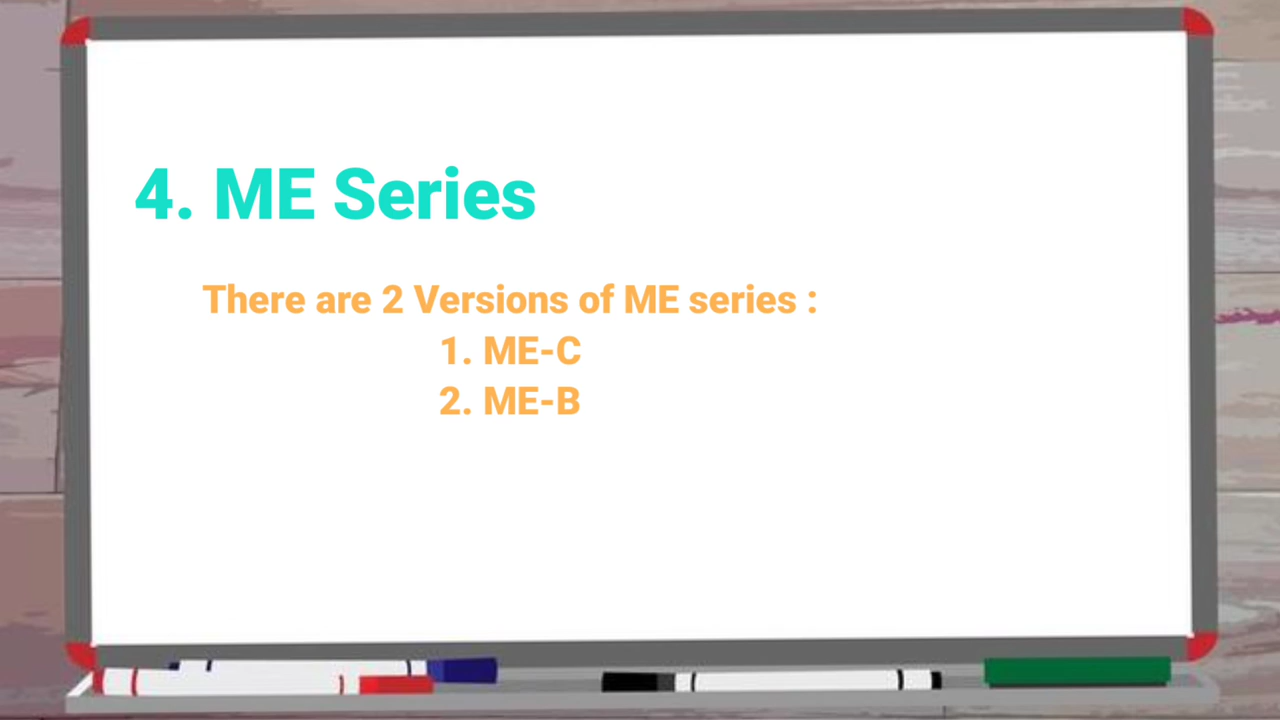 4. ME Series
There are 2 Versions of ME series :
1. ME-C
2. ME-B